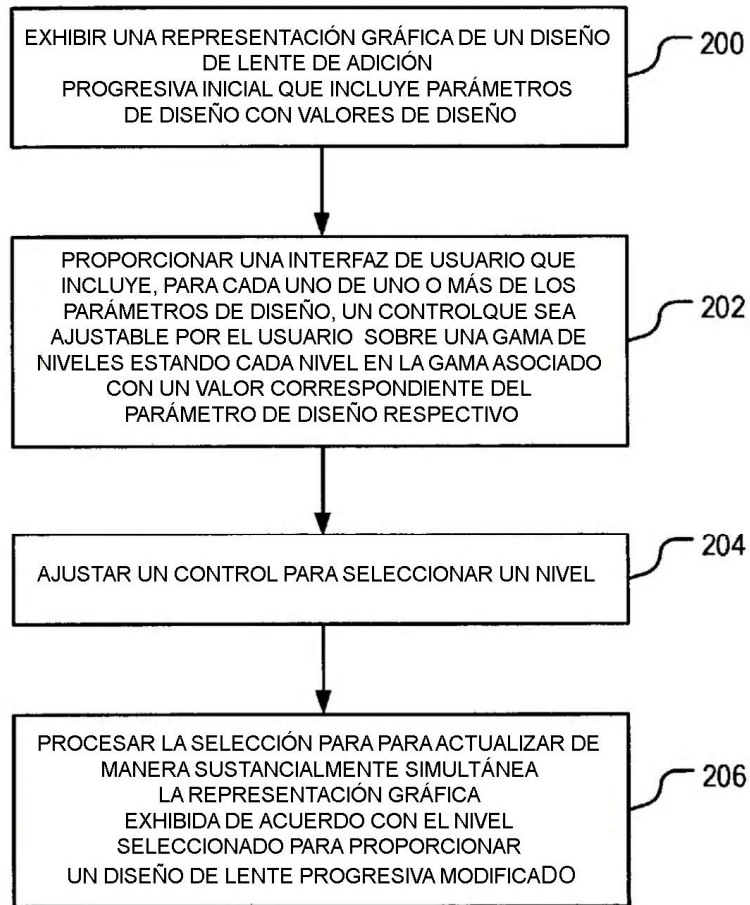 EXHIBIR UNA REPRESENTACIÓN GRÁFICA DE UN DISEÑO
DE LENTE DE ADICIÓN
PROGRESIVA INICIAL QUE INCLUYE PARÁMETROS
DE DISEÑO CON VALORES DE DISEÑO
200
PROPORCIONAR UNA INTERFAZ DE USUARIO QUE
INCLUYE, PARA CADA UNO DE UNO O MÁS DE LOS
PARÁMETROS DE DISEÑO, UN CONTROLQUE SEA
AJUSTABLE POR EL USUARIO SOBRE UNA GAMA DE
NIVELES ESTANDO CADA NIVEL EN LA GAMA ASOCIADO
CON UN VALOR CORRESPONDIENTE DEL
PARÁMETRO DE DISEÑO RESPECTIVO
202
AJUSTAR UN CONTROL PARA SELECCIONAR UN NIVEL
204
PROCESAR LA SELECCIÓN PARA PARA ACTUALIZAR DE
MANERA SUSTANCIALMENTE SIMULTÁNEA
LA REPRESENTACIÓN GRÁFICA
EXHIBIDA DE ACUERDO CON EL NIVEL
SELECCIONADO PARA PROPORCIONAR
UN DISEÑO DE LENTE PROGRESIVA MODIFICADO
206